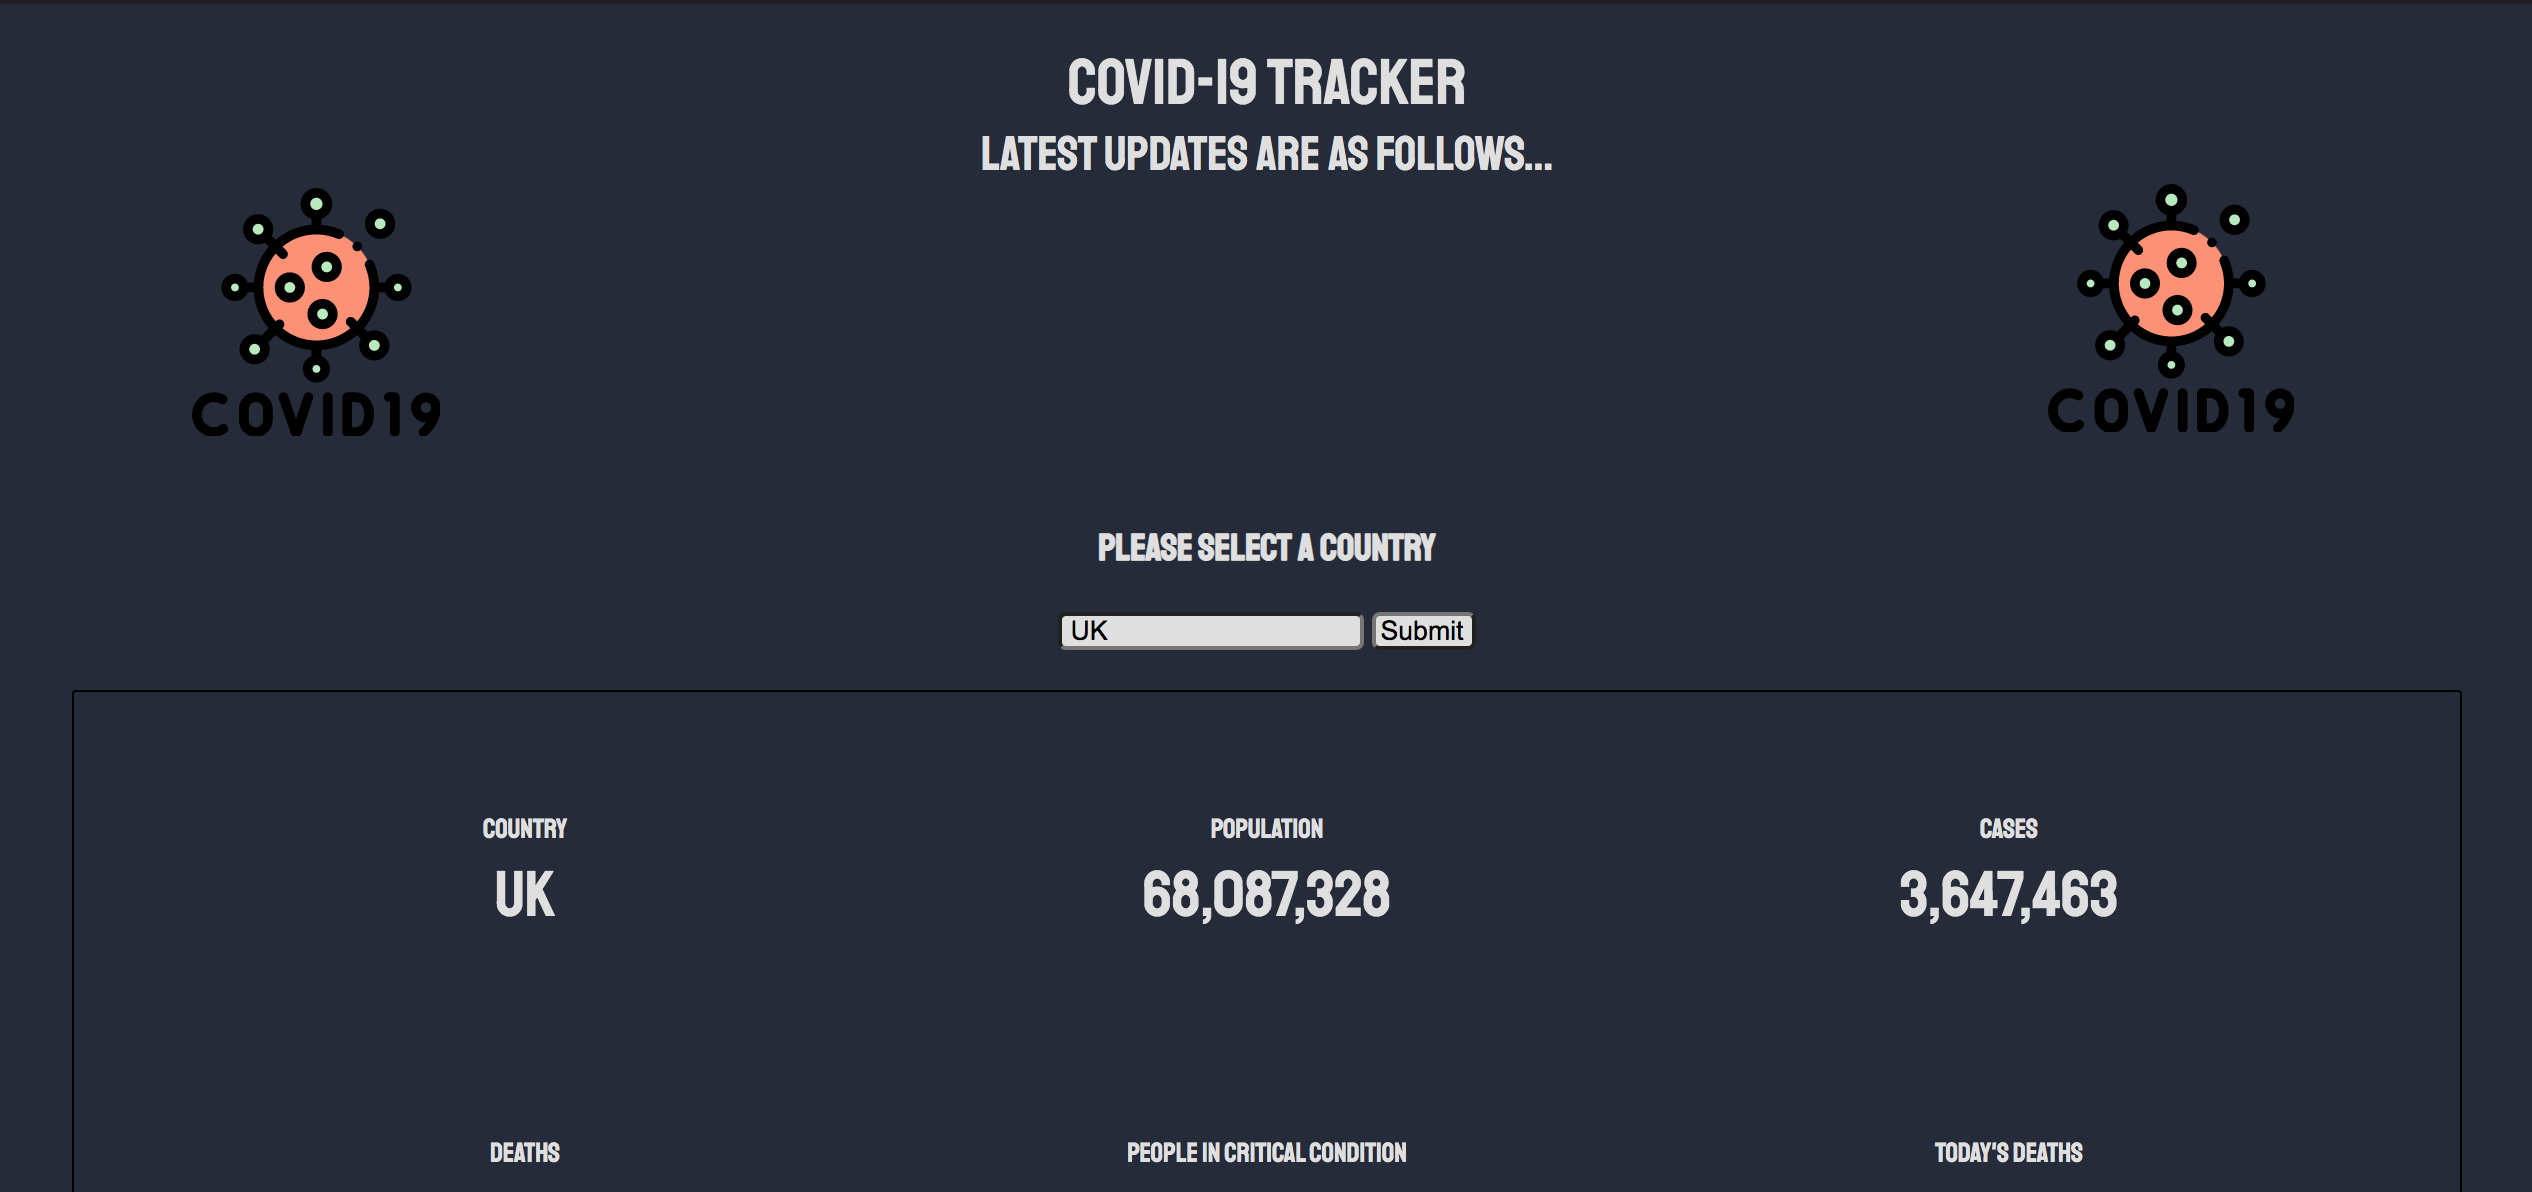 COVID-19 TRACKER
LATEST UPDATES ARE AS FOLLOWS...
COVID19
COVID19
PLEASE SELECT A COUNTRY
UK Submit
COUNTRY POPULATION CASES
UK 68,087,328 3,647,463
DEATHS PEOPLE IN CRITICAL CONDITION TODAY'S DEATHS